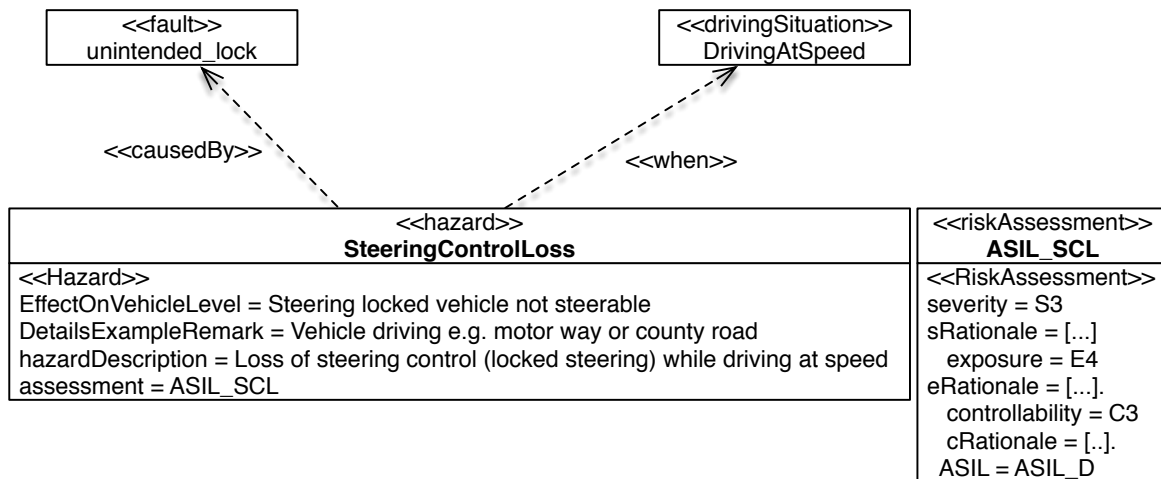 <<fault>>
unintended_lock
<<drivingSituation>>
DrivingAtSpeed
<<causedBy>>
<<when>>
<<hazard>>
SteeringControlLoss
<<Hazard>>
EffectOnVehicleLevel = Steering locked vehicle not steerable
DetailsExampleRemark = Vehicle driving e.g. motor way or county road
hazardDescription = Loss of steering control (locked steering) while driving at speed
assessment = ASIL_SCL
<<riskAssessment>>
ASIL_SCL
<<RiskAssessment>>
severity = S3
sRationale = [...]
exposure = E4
eRationale = [...].
controllability = C3
cRationale = [..].
ASIL = ASIL_D